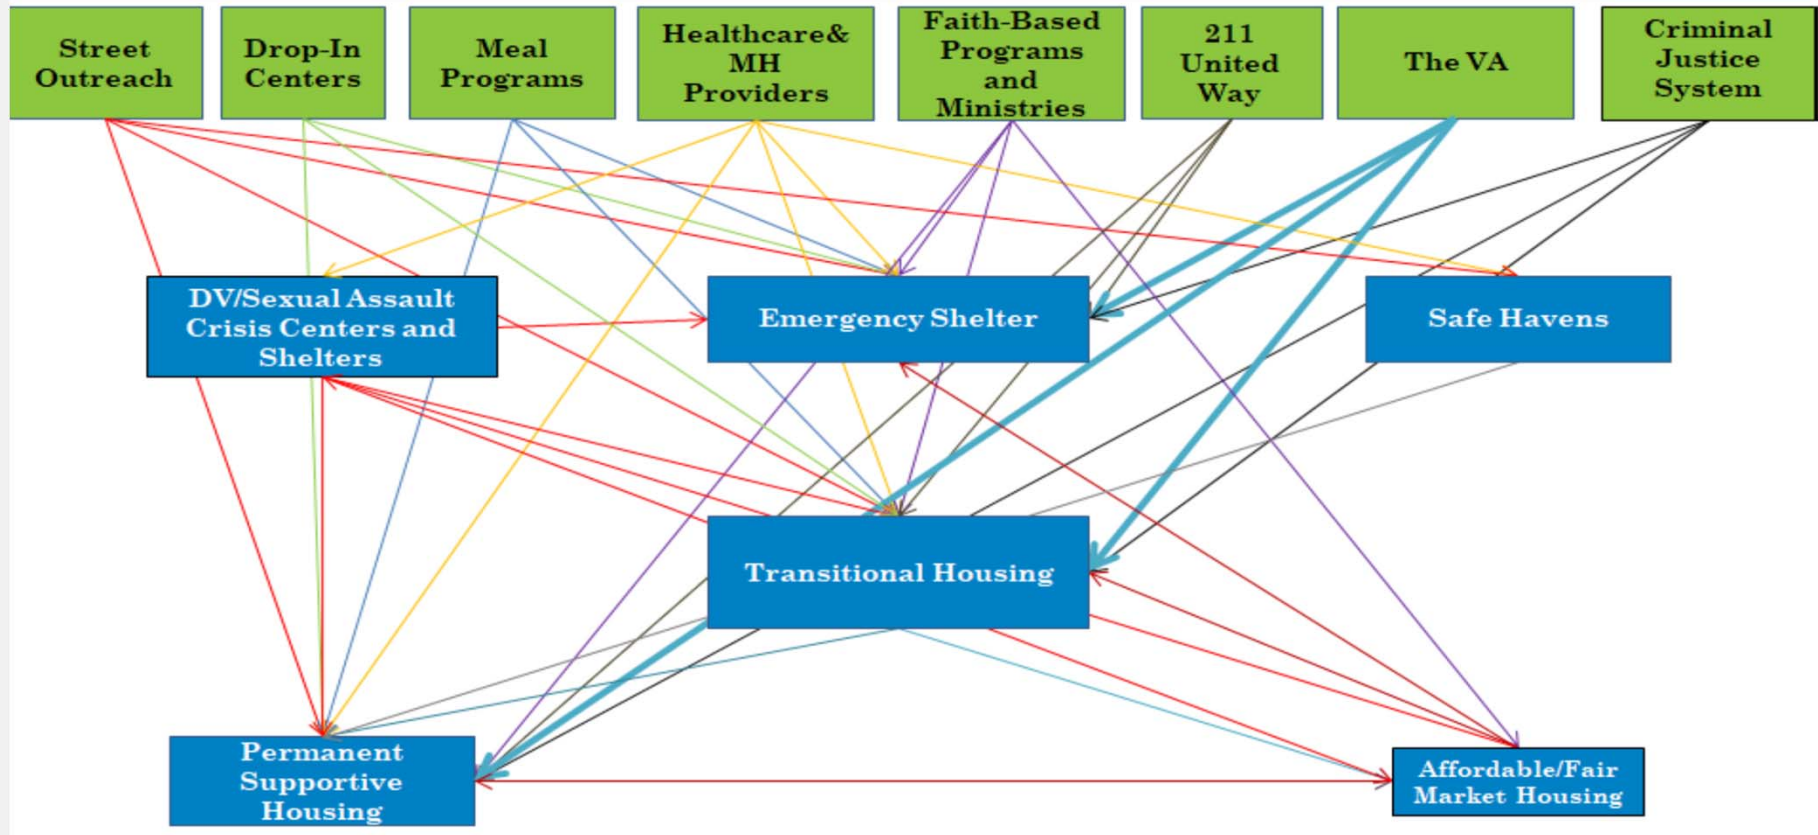 Street
Outreach
Drop-In
Centers
Meal
Programs
Healthcare&
MH
Providers
Faith-Based
Programs
and
Ministries
211
United
Way
The VA
Criminal
Justice
System
DV/Sexual Assault
Crisis Centers and
Shelters
Emergency Shelter
Safe Havens
Transitional Housing
Permanent
Supportive
Housing
Affordable/Fair
Market Housing